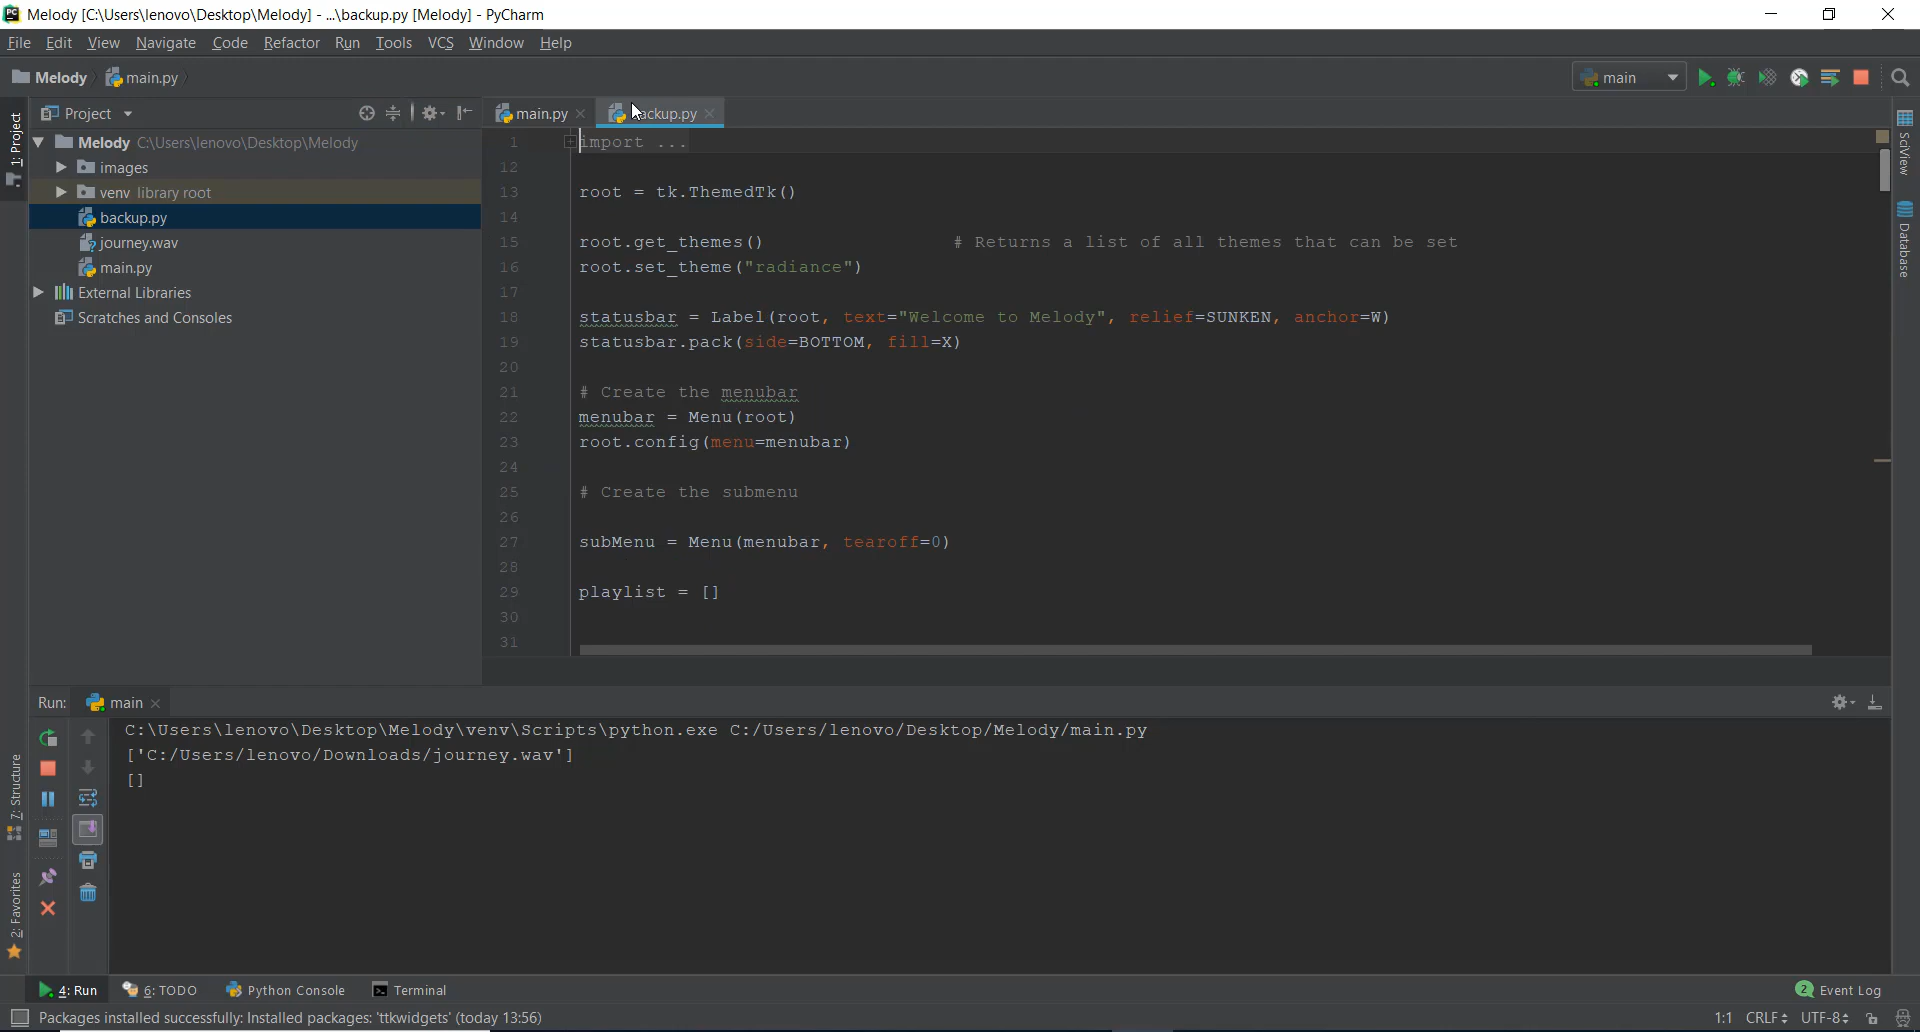 Melody [C:\Users\lenovo\Desktop\Melody] - ...\backup.py [Melody] - PyCharm
File Edit View Navigate Code Refactor Run Tools VCS Window Help
Melody main.py main
1: Project
Project
main.py
ackup.py
Melody C:\Users\lenovo\Desktop\Melody
images
venv library root
backup.py
journey.wav
main.py
External Libraries
Scratches and Consoles
1 import ...
12
13 root = tk.ThemedTk()
14
15 root.get_themes() # Returns a list of all themes that can be set
16 root.set_theme("radiance")
17
18 statusbar = Label(root, text="Welcome to Melody", relief=SUNKEN, anchor=W)
19 statusbar.pack(side=BOTTOM, fill=X)
20
21 # Create the menubar
22 menubar = Menu(root)
23 root.config(menu=menubar)
24
25 # Create the submenu
26
27 subMenu = Menu(menubar, tearoff=0)
28
29 playlist = []
30
31
SciView
Database
Run: main
C:\Users\lenovo\Desktop\Melody\venv\Scripts\python.exe C:/Users/lenovo/Desktop/Melody/main.py
['C:/Users/lenovo/Downloads/journey.wav']
[]
7: Structure
2: Favorites
4: Run 6: TODO Python Console Terminal 2 Event Log
Packages installed successfully: Installed packages: 'ttkwidgets' (today 13:56) 1:1 CRLF UTF-8